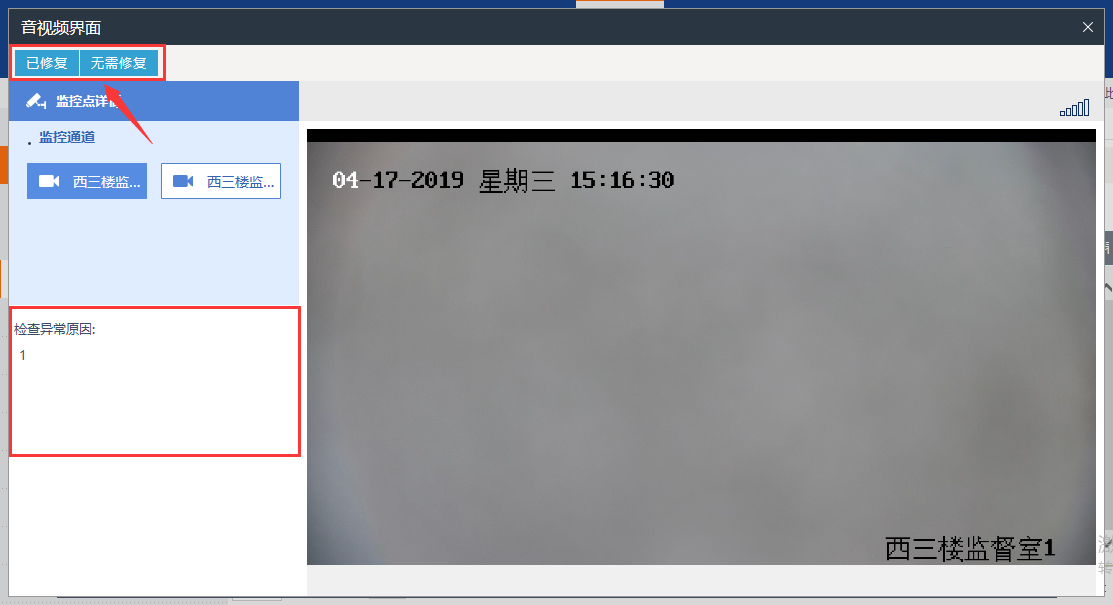 音视频界面
已修复 无需修复
监控点详
监控通道
西三楼监... 西三楼监...
04-17-2019 星期三 15:16:30
检查异常原因:
1
西三楼监督室1